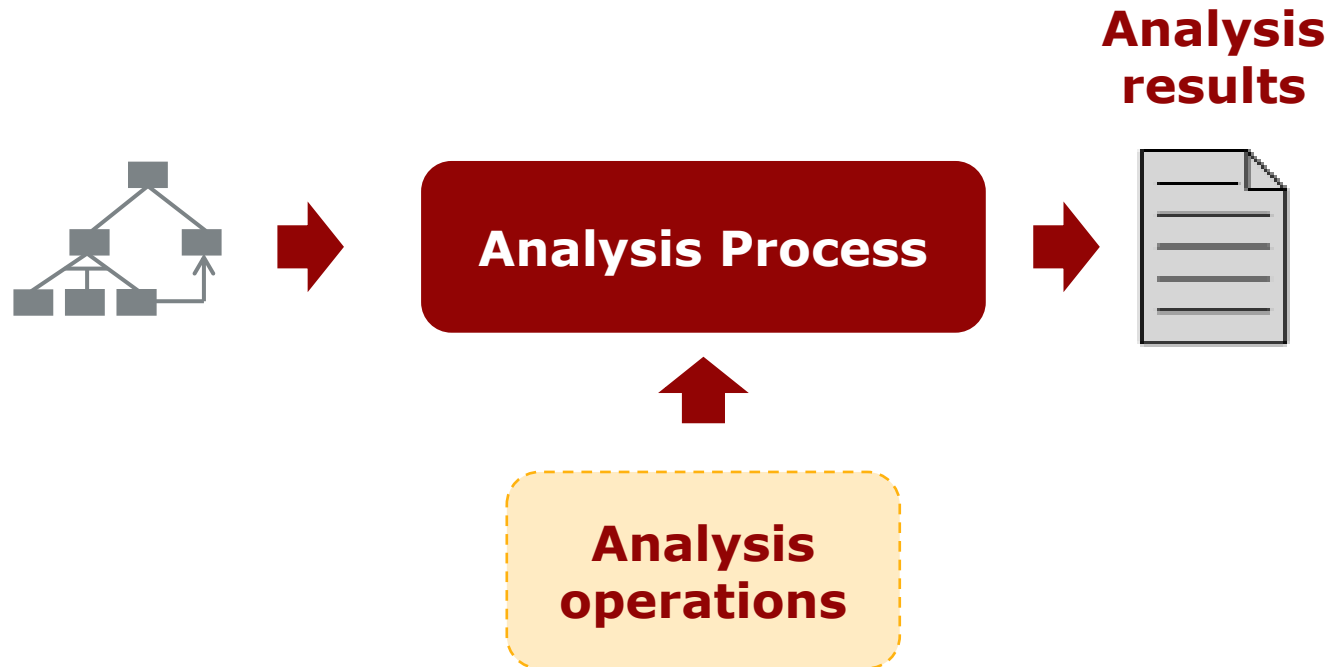 Analysis
results
Analysis Process
Analysis
operations